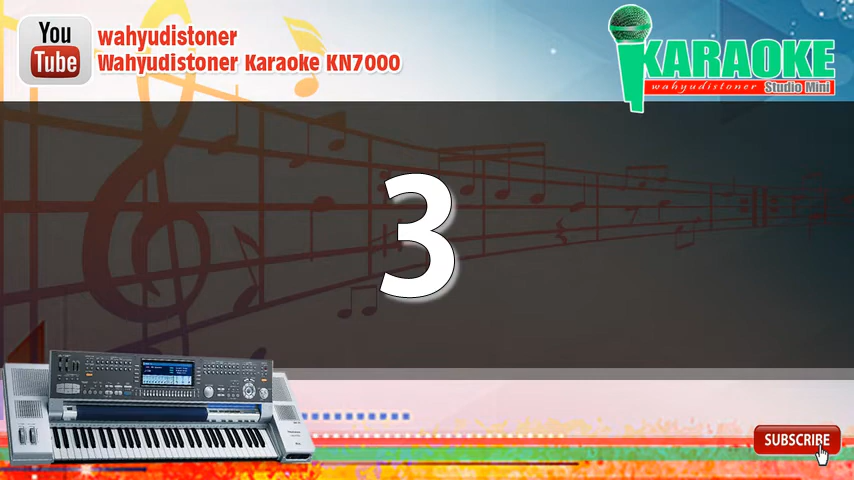 You
Tube
wahyudistoner
Wahyudistoner Karaoke KN7000
KARAOKE
wahyudistoner Studio Mini
3
SUBSCRIBE